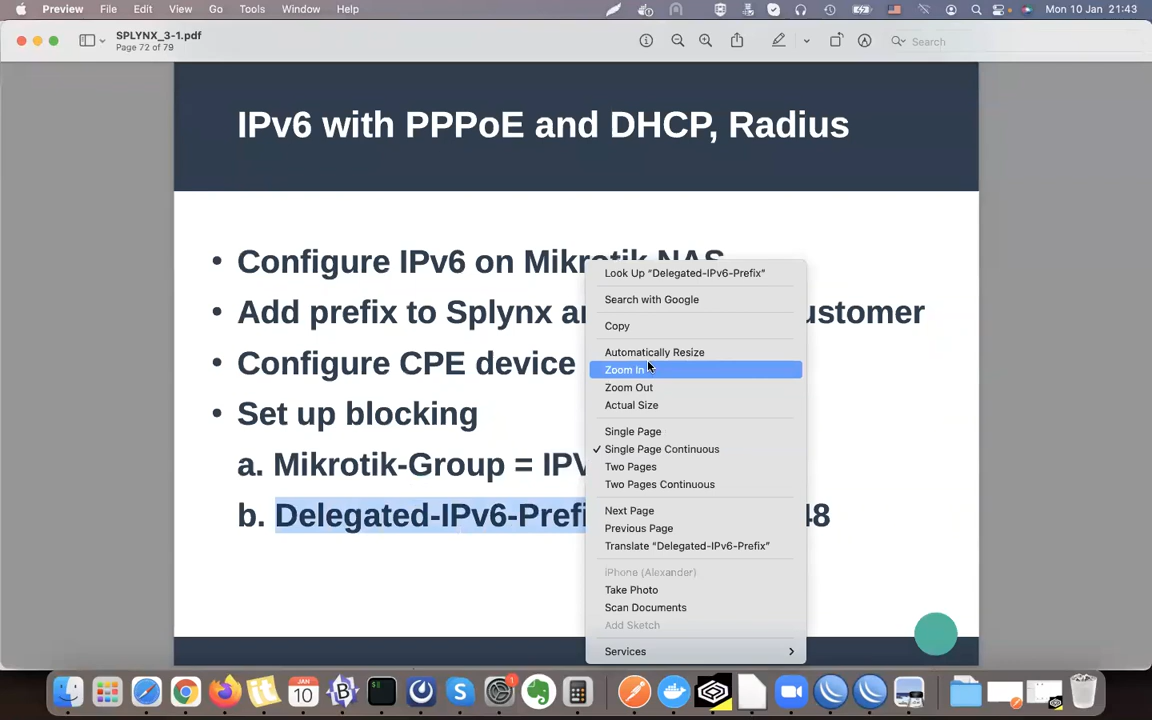 Preview File Edit View Go Tools Window Help Mon 10 Jan 21:43
SPLYNX_3-1.pdf
Page 72 of 79
Search
IPv6 with PPPoE and DHCP, Radius
• Configure IPv6 on Mikrotik NAS
• Add prefix to Splynx
• Configure CPE device
• Set up blocking
a. Mikrotik-Group =
b. Delegated-IPv6-Prefi
Look Up “Delegated-IPv6-Prefix”
Search with Google
Copy
Automatically Resize
Zoom In
Zoom Out
Actual Size
Single Page
✓ Single Page Continuous
Two Pages
Two Pages Continuous
Next Page
Previous Page
Translate “Delegated-IPv6-Prefix”
iPhone (Alexander)
Take Photo
Scan Documents
Add Sketch
Services
JAN
10
1